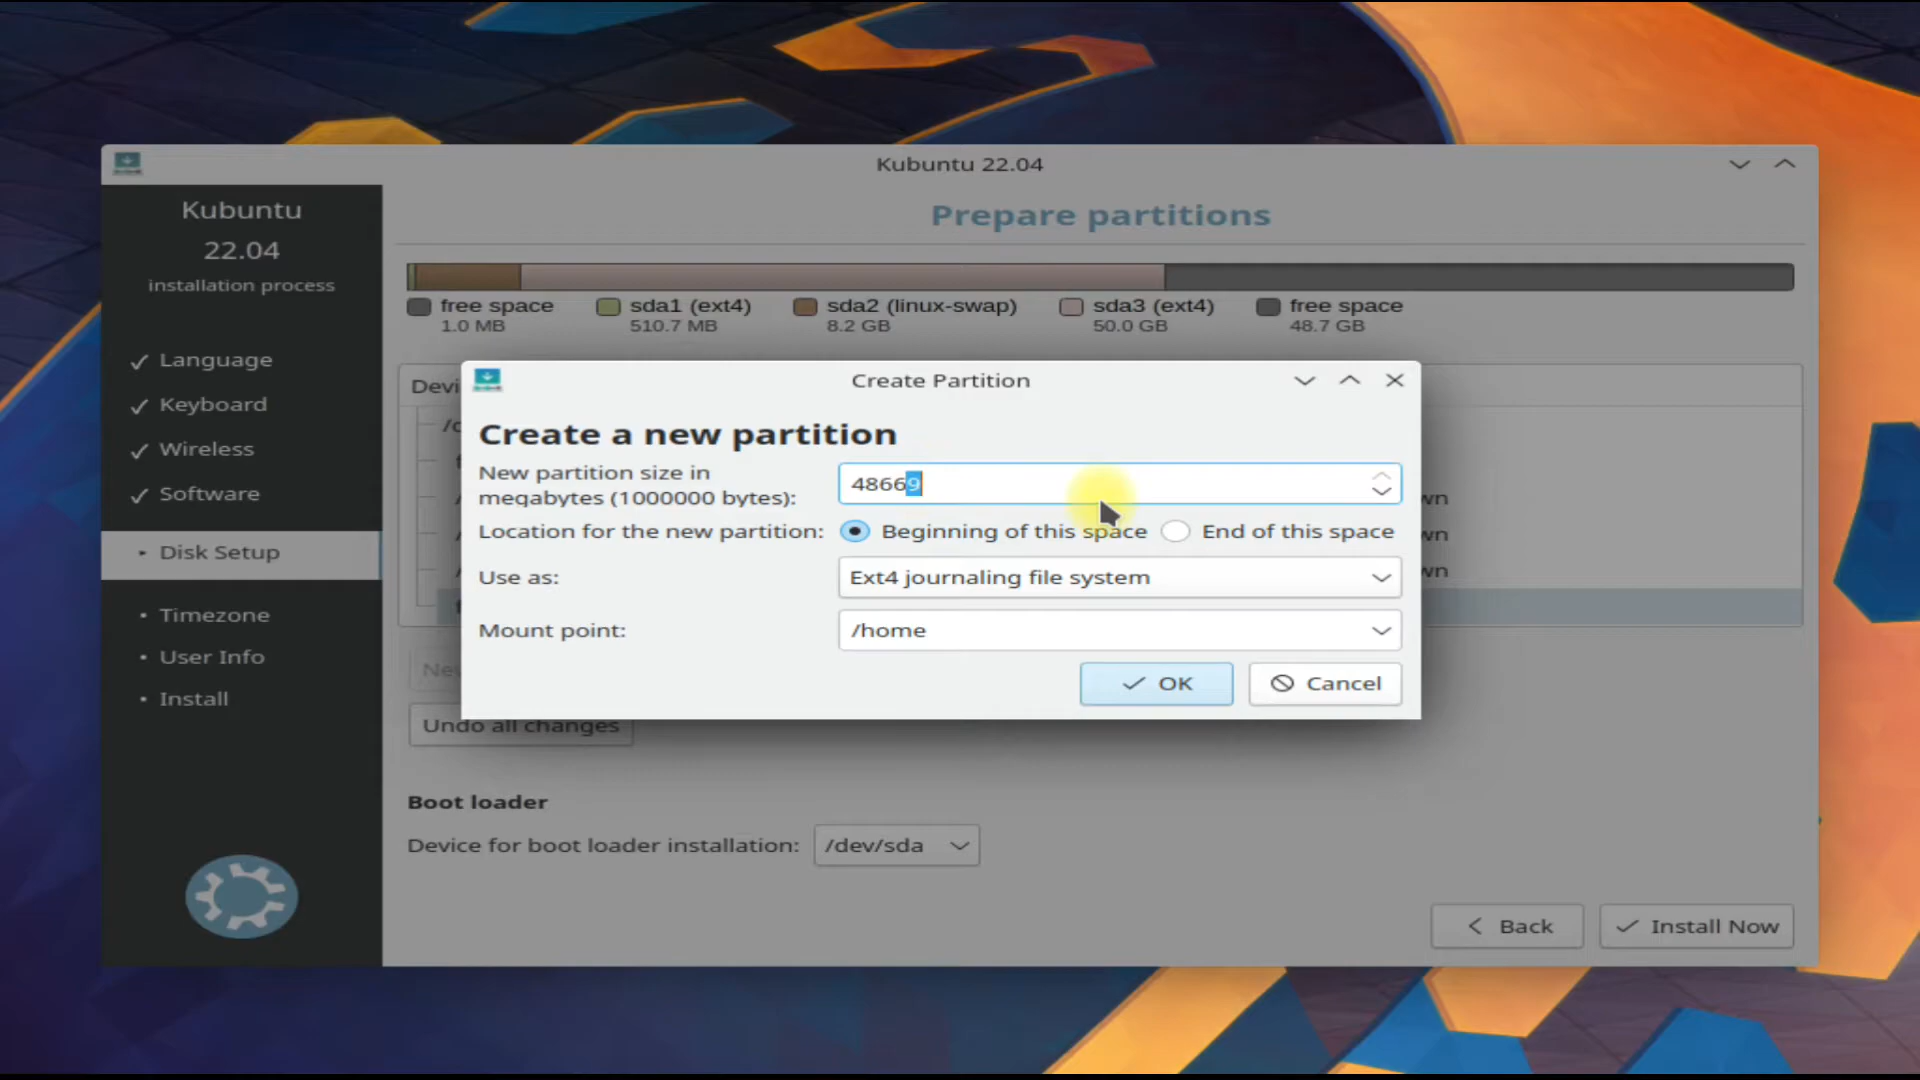 Kubuntu 22.04
Kubuntu
22.04
installation process
Language
Keyboard
Wireless
Software
Disk Setup
Timezone
User Info
Install
Prepare partitions
free space
1.0 MB
sda1 (ext4)
510.7 MB
sda2 (linux-swap)
8.2 GB
sda3 (ext4)
50.0 GB
free space
48.7 GB
Devi
Create Partition
Create a new partition
New partition size in
megabytes (1000000 bytes):
48669
Location for the new partition:
Beginning of this space
End of this space
Use as:
Ext4 journaling file system
Mount point:
/home
OK
Cancel
wn
wn
wn
Undo all changes
Boot loader
Device for boot loader installation:
/dev/sda
Back
Install Now